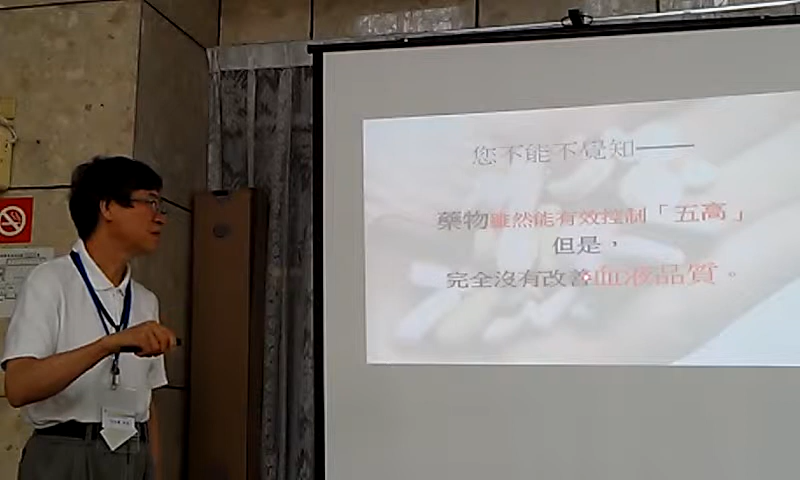 您不能不覺知——
藥物雖然能有效控制「五高」
但是，
完全沒有改善血液品質。